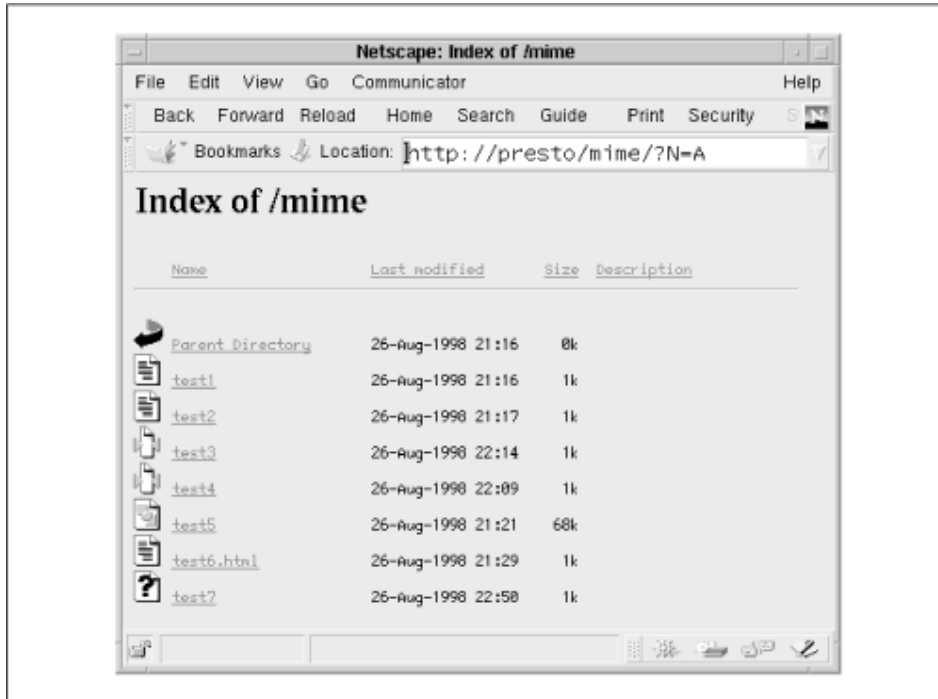 Netscape: Index of /mime
File Edit View Go Communicator Help
Back Forward Reload Home Search Guide Print Security S N
Bookmarks Location: http://presto/mime/?N=A
Index of /mime
Name Last modified Size Description
Parent Directory 26-Aug-1998 21:16 0k
test1 26-Aug-1998 21:16 1k
test2 26-Aug-1998 21:17 1k
test3 26-Aug-1998 22:14 1k
test4 26-Aug-1998 22:09 1k
test5 26-Aug-1998 21:21 68k
test6.html 26-Aug-1998 21:29 1k
test7 26-Aug-1998 22:50 1k